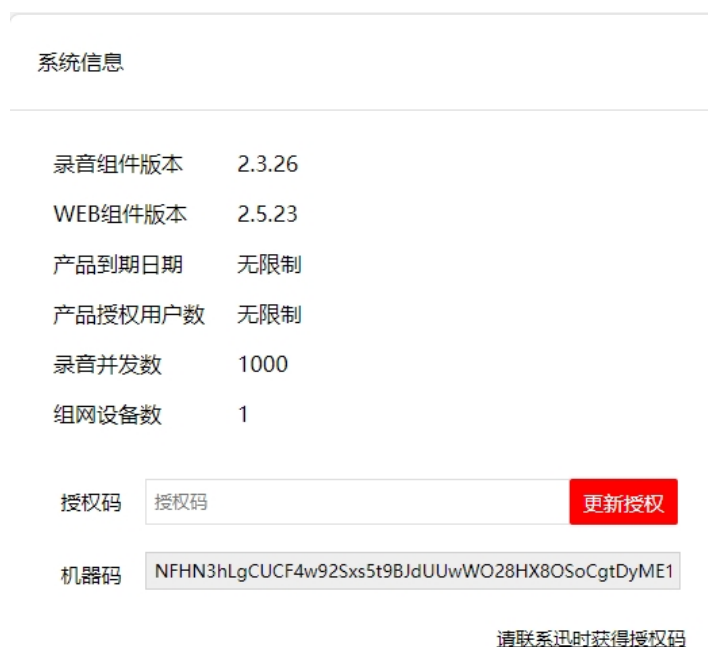 系统信息
录音组件版本 2.3.26
WEB组件版本 2.5.23
产品到期日期 无限制
产品授权用户数 无限制
录音并发数 1000
组网设备数 1
授权码 授权码 更新授权
机器码 NFHN3hLgCUCF4w92Sxs5t9BJdUUwWO28HX8OSoCgtDyME1
请联系迅时获得授权码